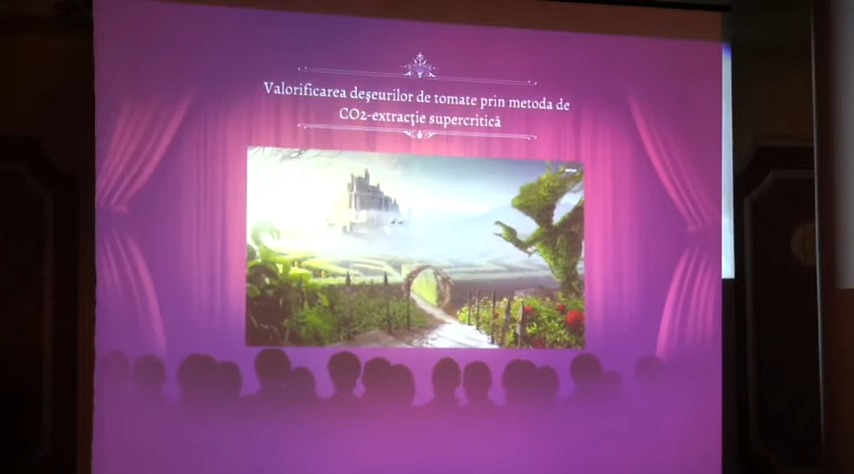 Valorificarea deşeurilor de tomate prin metoda de
CO2-extracţie supercritică